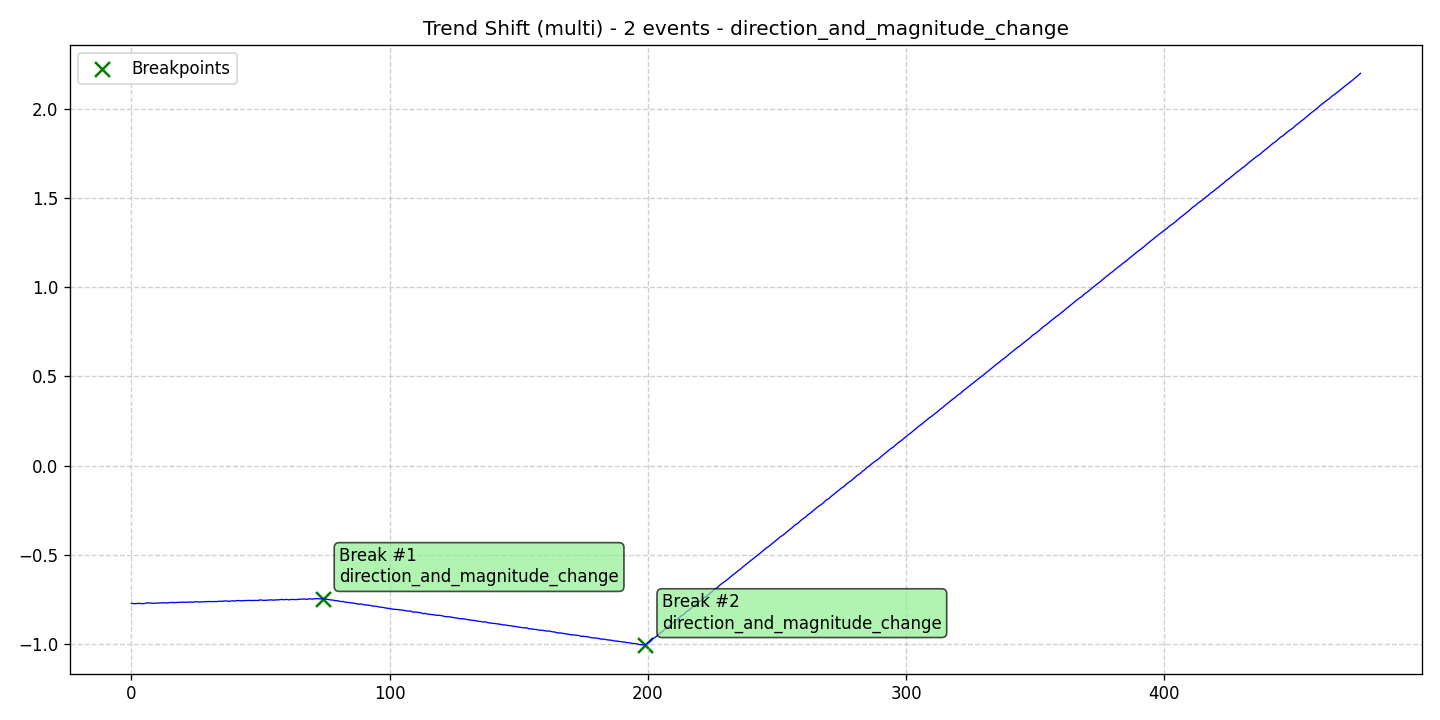 Trend Shift (multi) - 2 events - direction_and_magnitude_change
Breakpoints
2.0
1.5
1.0
0.5
0.0
−0.5
−1.0
Break #1
direction_and_magnitude_change
Break #2
direction_and_magnitude_change
0
100
200
300
400